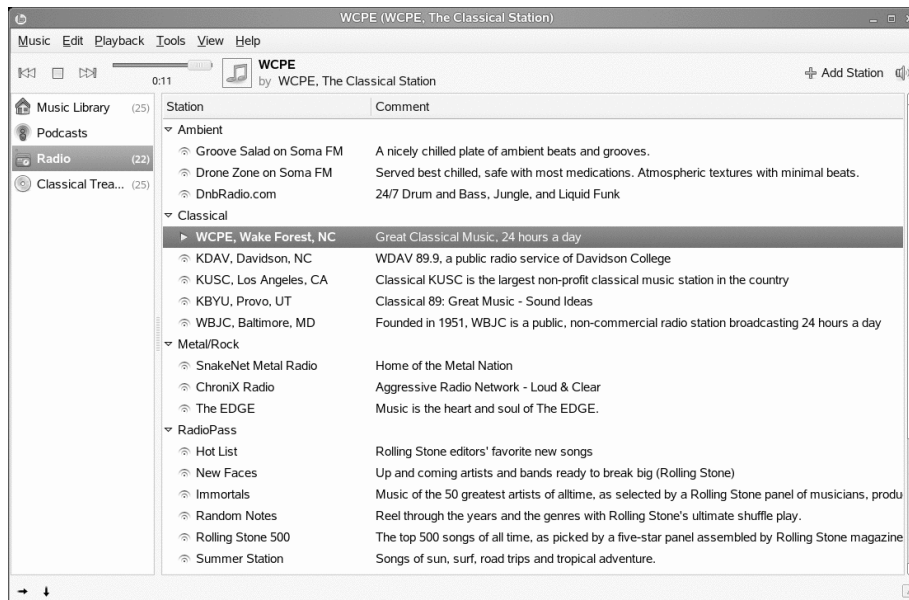 WCPE (WCPE, The Classical Station)
Music Edit Playback Tools View Help
0:11
WCPE
by WCPE, The Classical Station
Add Station
Music Library (25)
Podcasts
Radio (22)
Classical Trea... (25)
Station Comment
Ambient
Groove Salad on Soma FM A nicely chilled plate of ambient beats and grooves.
Drone Zone on Soma FM Served best chilled, safe with most medications. Atmospheric textures with minimal beats.
DnbRadio.com 24/7 Drum and Bass, Jungle, and Liquid Funk
Classical
WCPE, Wake Forest, NC Great Classical Music, 24 hours a day
KDAV, Davidson, NC WDAV 89.9, a public radio service of Davidson College
KUSC, Los Angeles, CA Classical KUSC is the largest non-profit classical music station in the country
KBYU, Provo, UT Classical 89: Great Music - Sound Ideas
WBJC, Baltimore, MD Founded in 1951, WBJC is a public, non-commercial radio station broadcasting 24 hours a day
Metal/Rock
SnakeNet Metal Radio Home of the Metal Nation
ChroniX Radio Aggressive Radio Network - Loud & Clear
The EDGE Music is the heart and soul of The EDGE.
RadioPass
Hot List Rolling Stone editors' favorite new songs
New Faces Up and coming artists and bands ready to break big (Rolling Stone)
Immortals Music of the 50 greatest artists of alltime, as selected by a Rolling Stone panel of musicians, produ
Random Notes Reel through the years and the genres with Rolling Stone's ultimate shuffle play.
Rolling Stone 500 The top 500 songs of all time, as picked by a five-star panel assembled by Rolling Stone magazine
Summer Station Songs of sun, surf, road trips and tropical adventure.